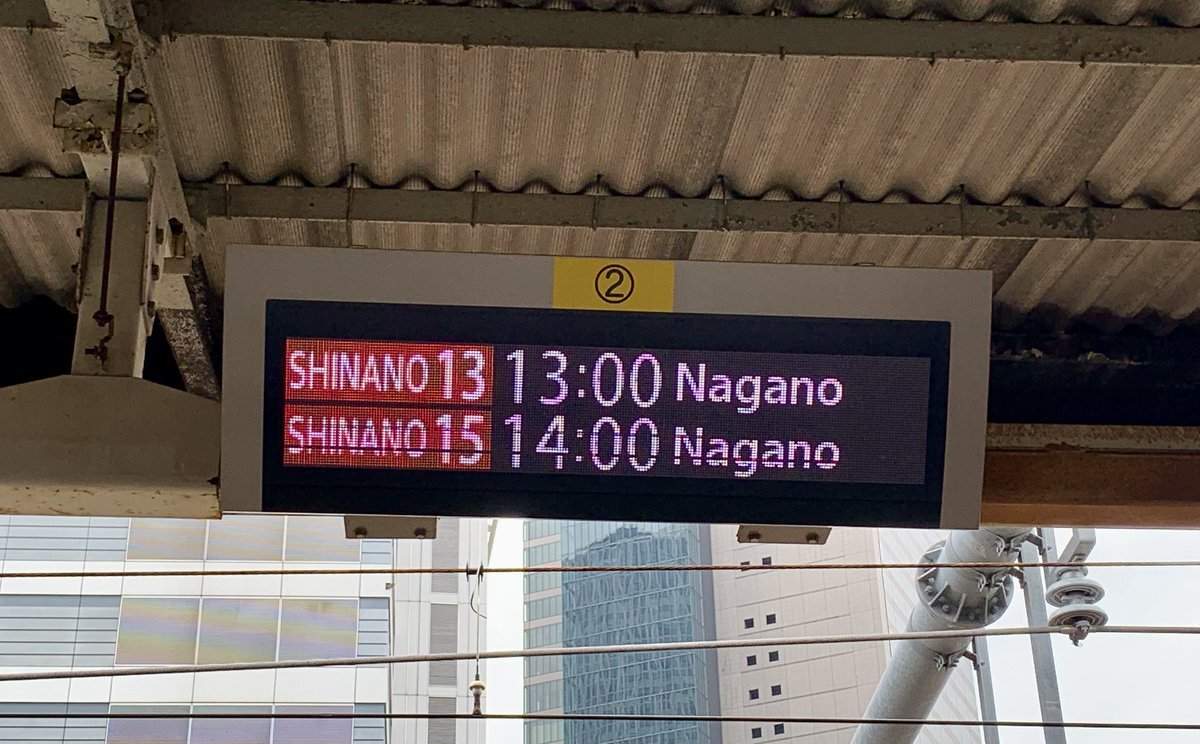 ②
SHINANO 13 13:00 Nagano
SHINANO 15 14:00 Nagano